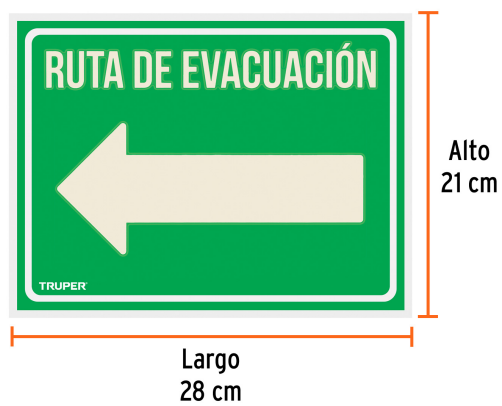 RUTA DE EVACUACIÓN
TRUPER
Alto
21 cm
Largo
28 cm